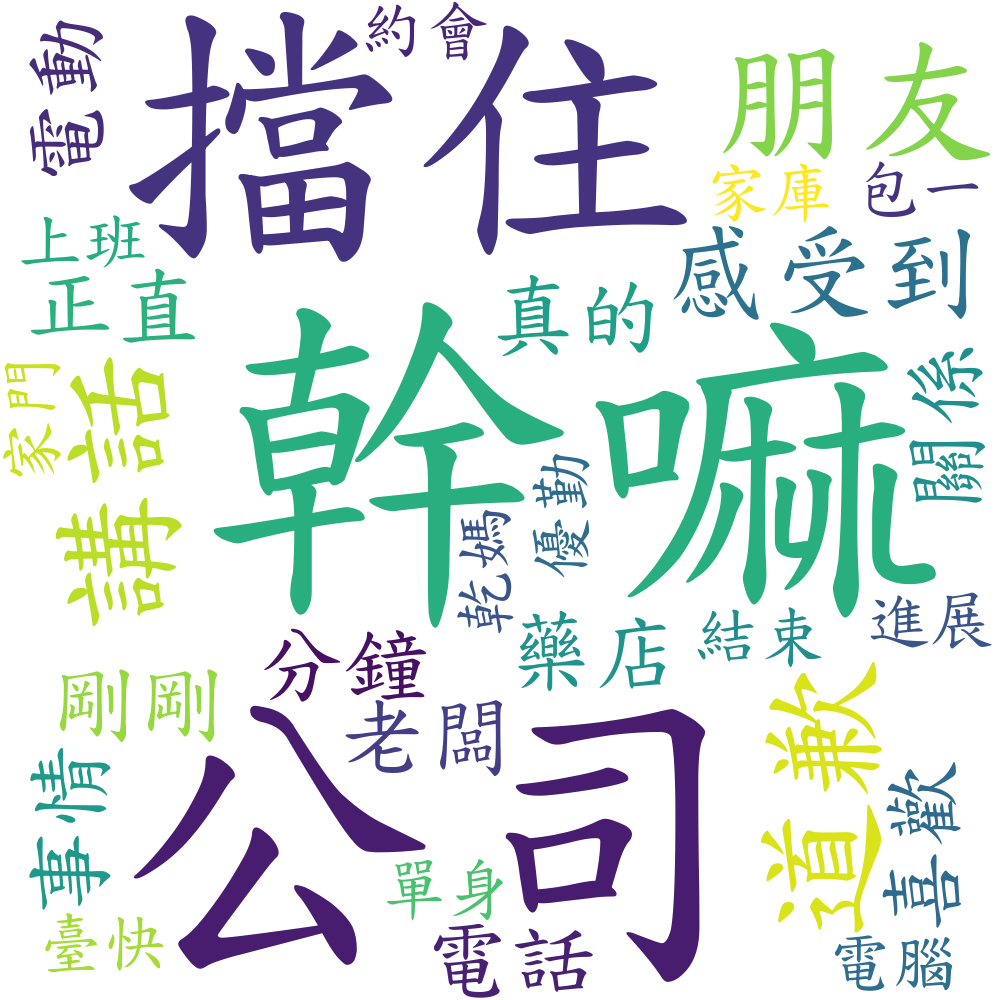 約會
電動
擋住
朋友
家庫
包一
上班
正直
感受到
真的
家門
講話
幹嘛
關係
優勤
乾媽
藥店
結束
進展
分鐘
老闆
剛剛
公司
道歉
事情
喜歡
單身
臺快
電話
電腦